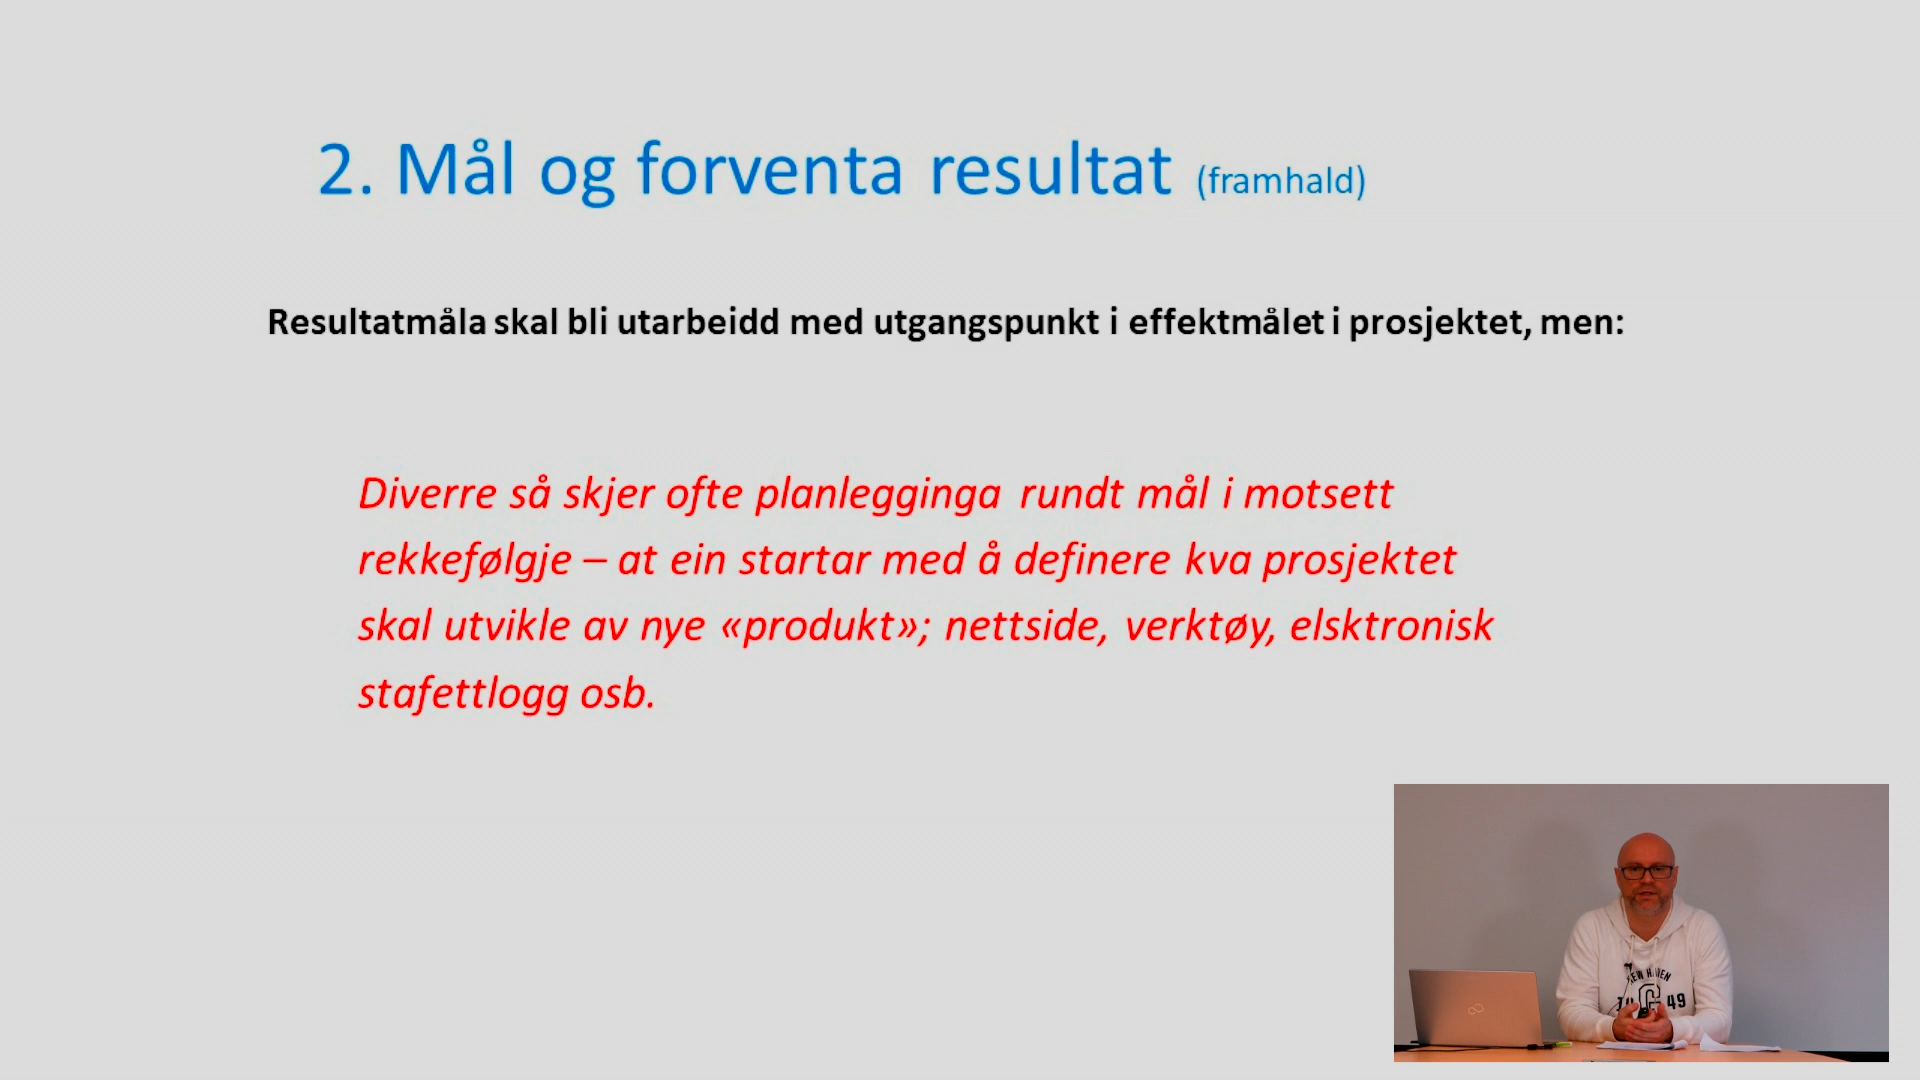 2. Mål og forventa resultat (framhald)
Resultatmåla skal bli utarbeidd med utgangspunkt i effektmålet i prosjektet, men:
Diverre så skjer ofte planlegginga rundt mål i motsett
rekkefølgje – at ein startar med å definere kva prosjektet
skal utvikle av nye «produkt»; nettside, verktøy, elsktronisk
stafettlogg osb.
49